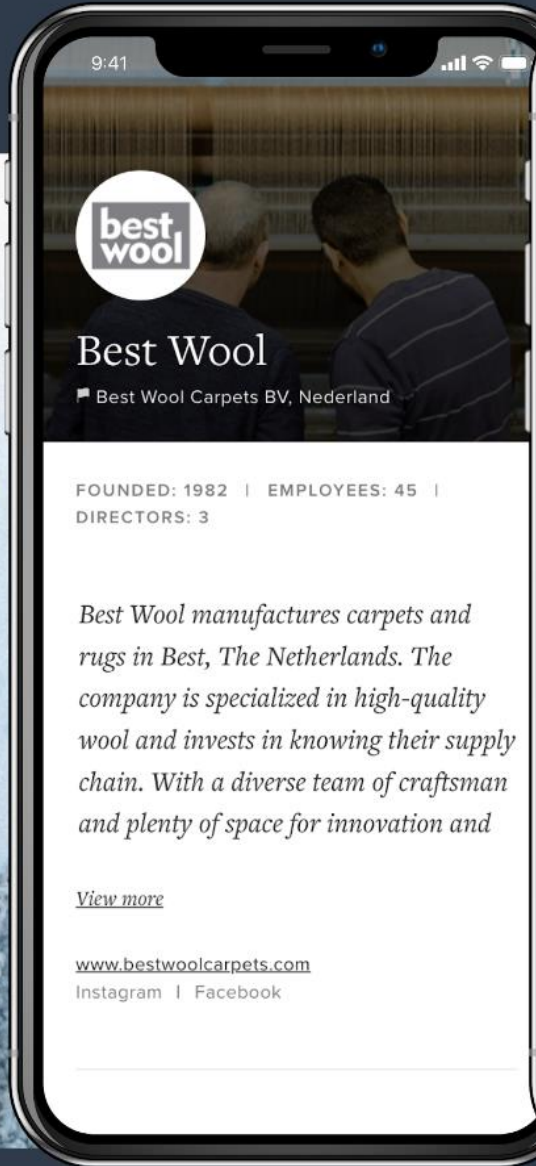 9:41
best
wool
Best Wool
Best Wool Carpets BV, Nederland
FOUNDED: 1982 | EMPLOYEES: 45 |
DIRECTORS: 3
Best Wool manufactures carpets and
rugs in Best, The Netherlands. The
company is specialized in high-quality
wool and invests in knowing their supply
chain. With a diverse team of craftsman
and plenty of space for innovation and
View more
www.bestwoolcarpets.com
Instagram | Facebook